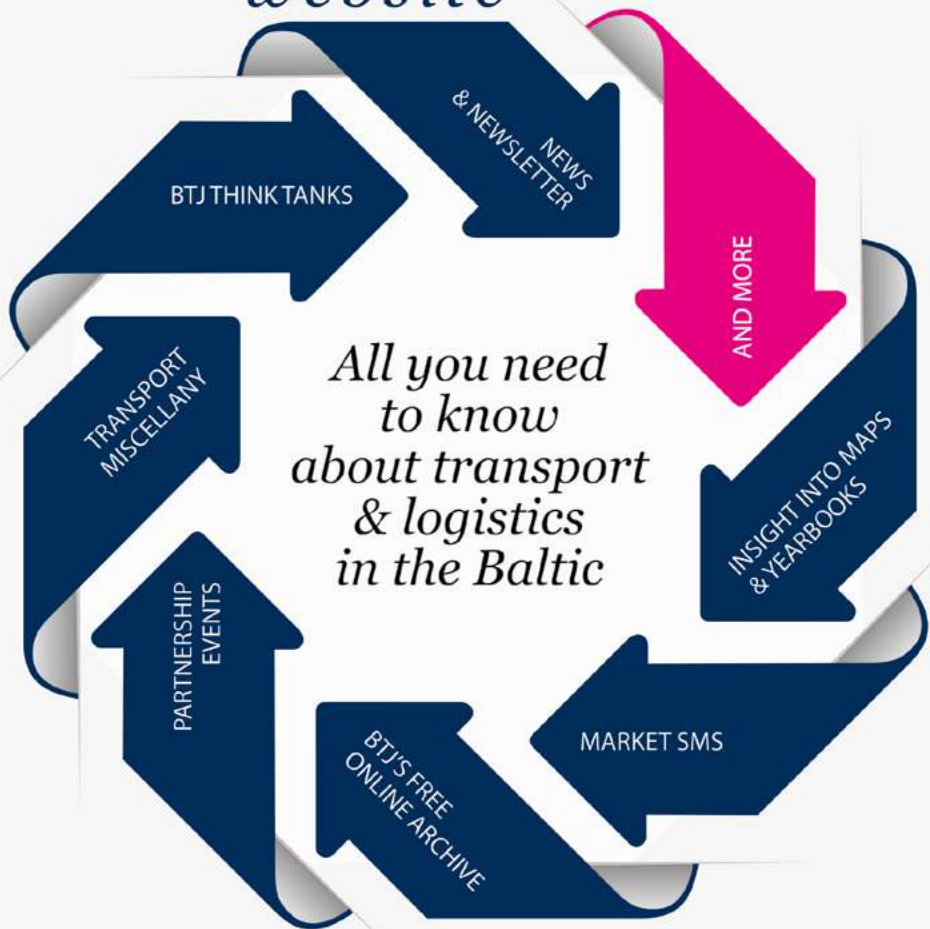 website
NEWS
& NEWSLETTER
AND MORE
INSIGHT INTO MAPS
& YEARBOOKS
MARKET SMS
BTJ'S FREE
ONLINE ARCHIVE
PARTNERSHIP
EVENTS
TRANSPORT
MISCELLANY
BTJ THINK TANKS
All you need
to know
about transport
& logistics
in the Baltic